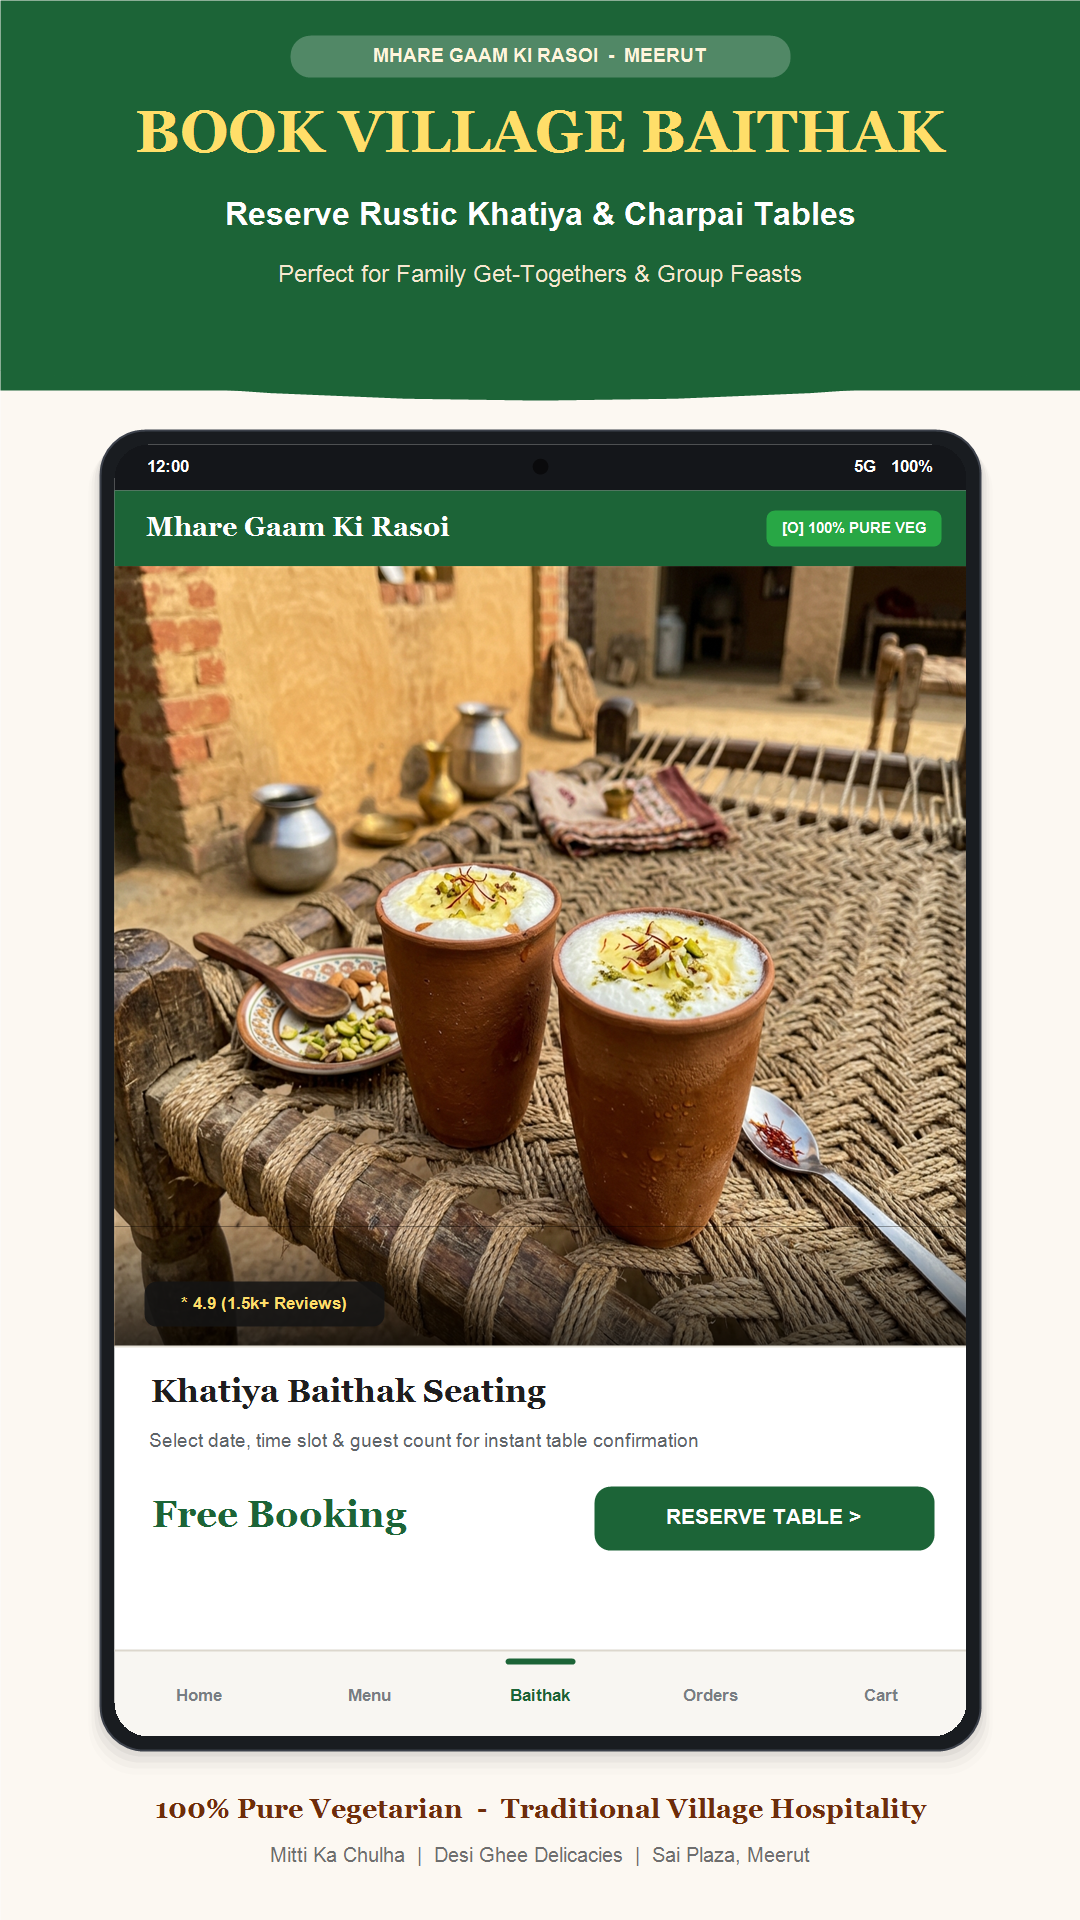 MHARE GAAM KI RASOI - MEERUT
BOOK VILLAGE BAITHAK
Reserve Rustic Khatiya & Charpai Tables
Perfect for Family Get-Togethers & Group Feasts
12:00 5G 100%
Mhare Gaam Ki Rasoi [O] 100% PURE VEG
* 4.9 (1.5k+ Reviews)
Khatiya Baithak Seating
Select date, time slot & guest count for instant table confirmation
Free Booking RESERVE TABLE >
Home Menu Baithak Orders Cart
100% Pure Vegetarian - Traditional Village Hospitality
Mitti Ka Chulha | Desi Ghee Delicacies | Sai Plaza, Meerut